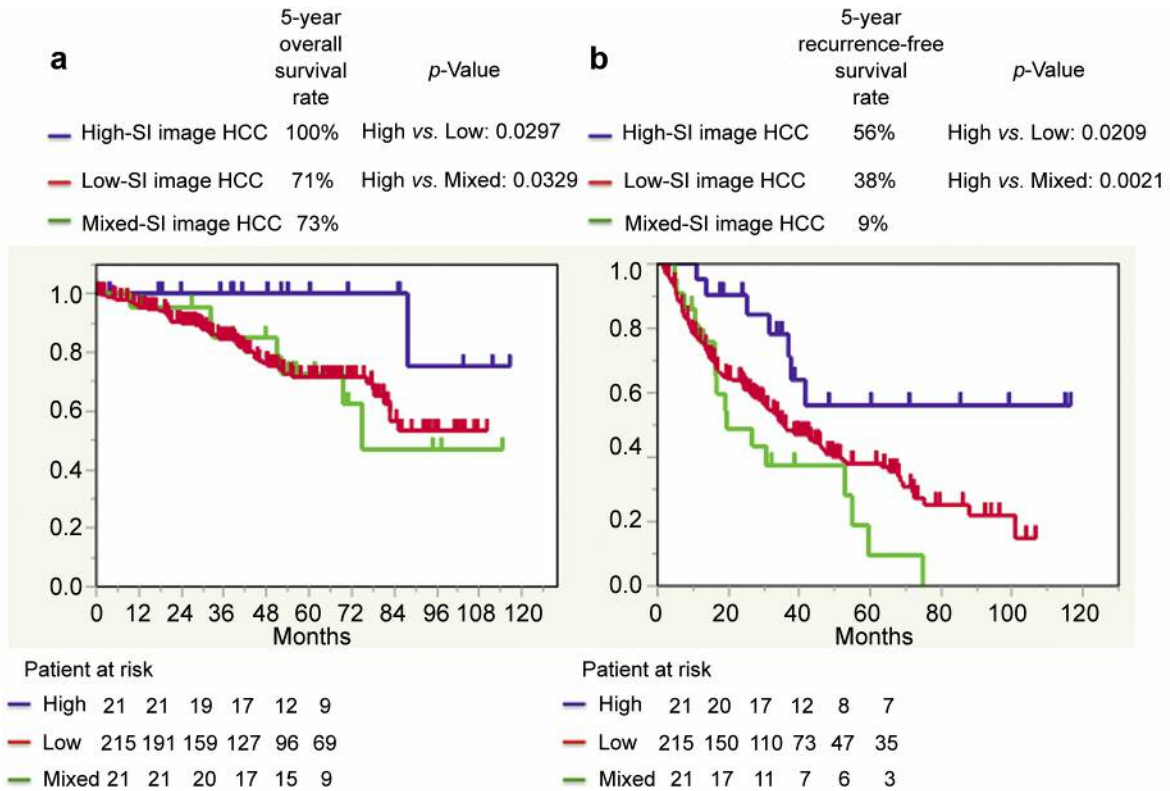 a
5-year overall survival rate
p-Value
High-SI image HCC 100% High vs. Low: 0.0297
Low-SI image HCC 71% High vs. Mixed: 0.0329
Mixed-SI image HCC 73%
1.0
0.8
0.6
0.4
0.2
0.0
0 12 24 36 48 60 72 84 96 108 120
Months
Patient at risk
High 21 21 19 17 12 9
Low 215 191 159 127 96 69
Mixed 21 21 20 17 15 9
b
5-year recurrence-free survival rate
p-Value
High-SI image HCC 56% High vs. Low: 0.0209
Low-SI image HCC 38% High vs. Mixed: 0.0021
Mixed-SI image HCC 9%
1.0
0.8
0.6
0.4
0.2
0.0
0 20 40 60 80 100 120
Months
Patient at risk
High 21 20 17 12 8 7
Low 215 150 110 73 47 35
Mixed 21 17 11 7 6 3